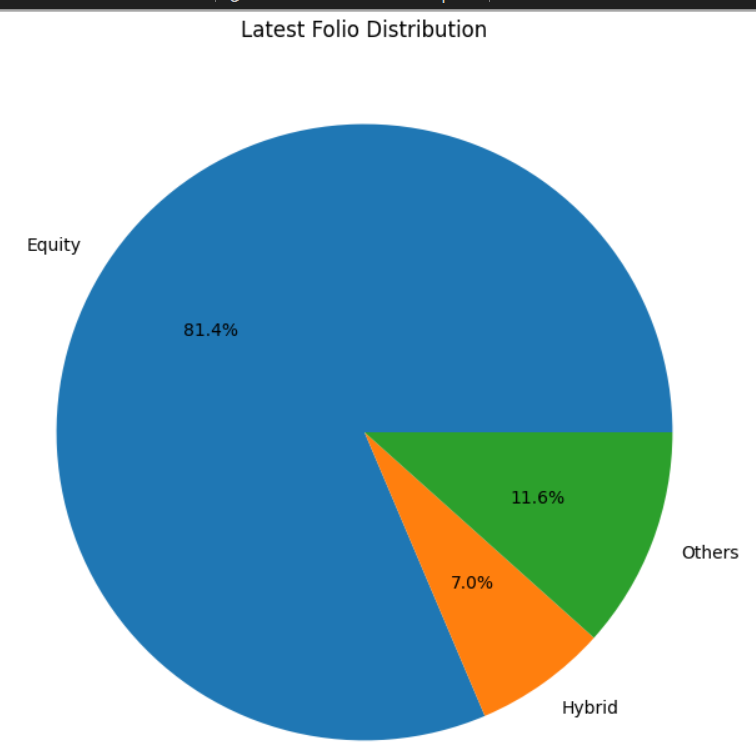 Latest Folio Distribution
Equity
81.4%
11.6%
Others
7.0%
Hybrid